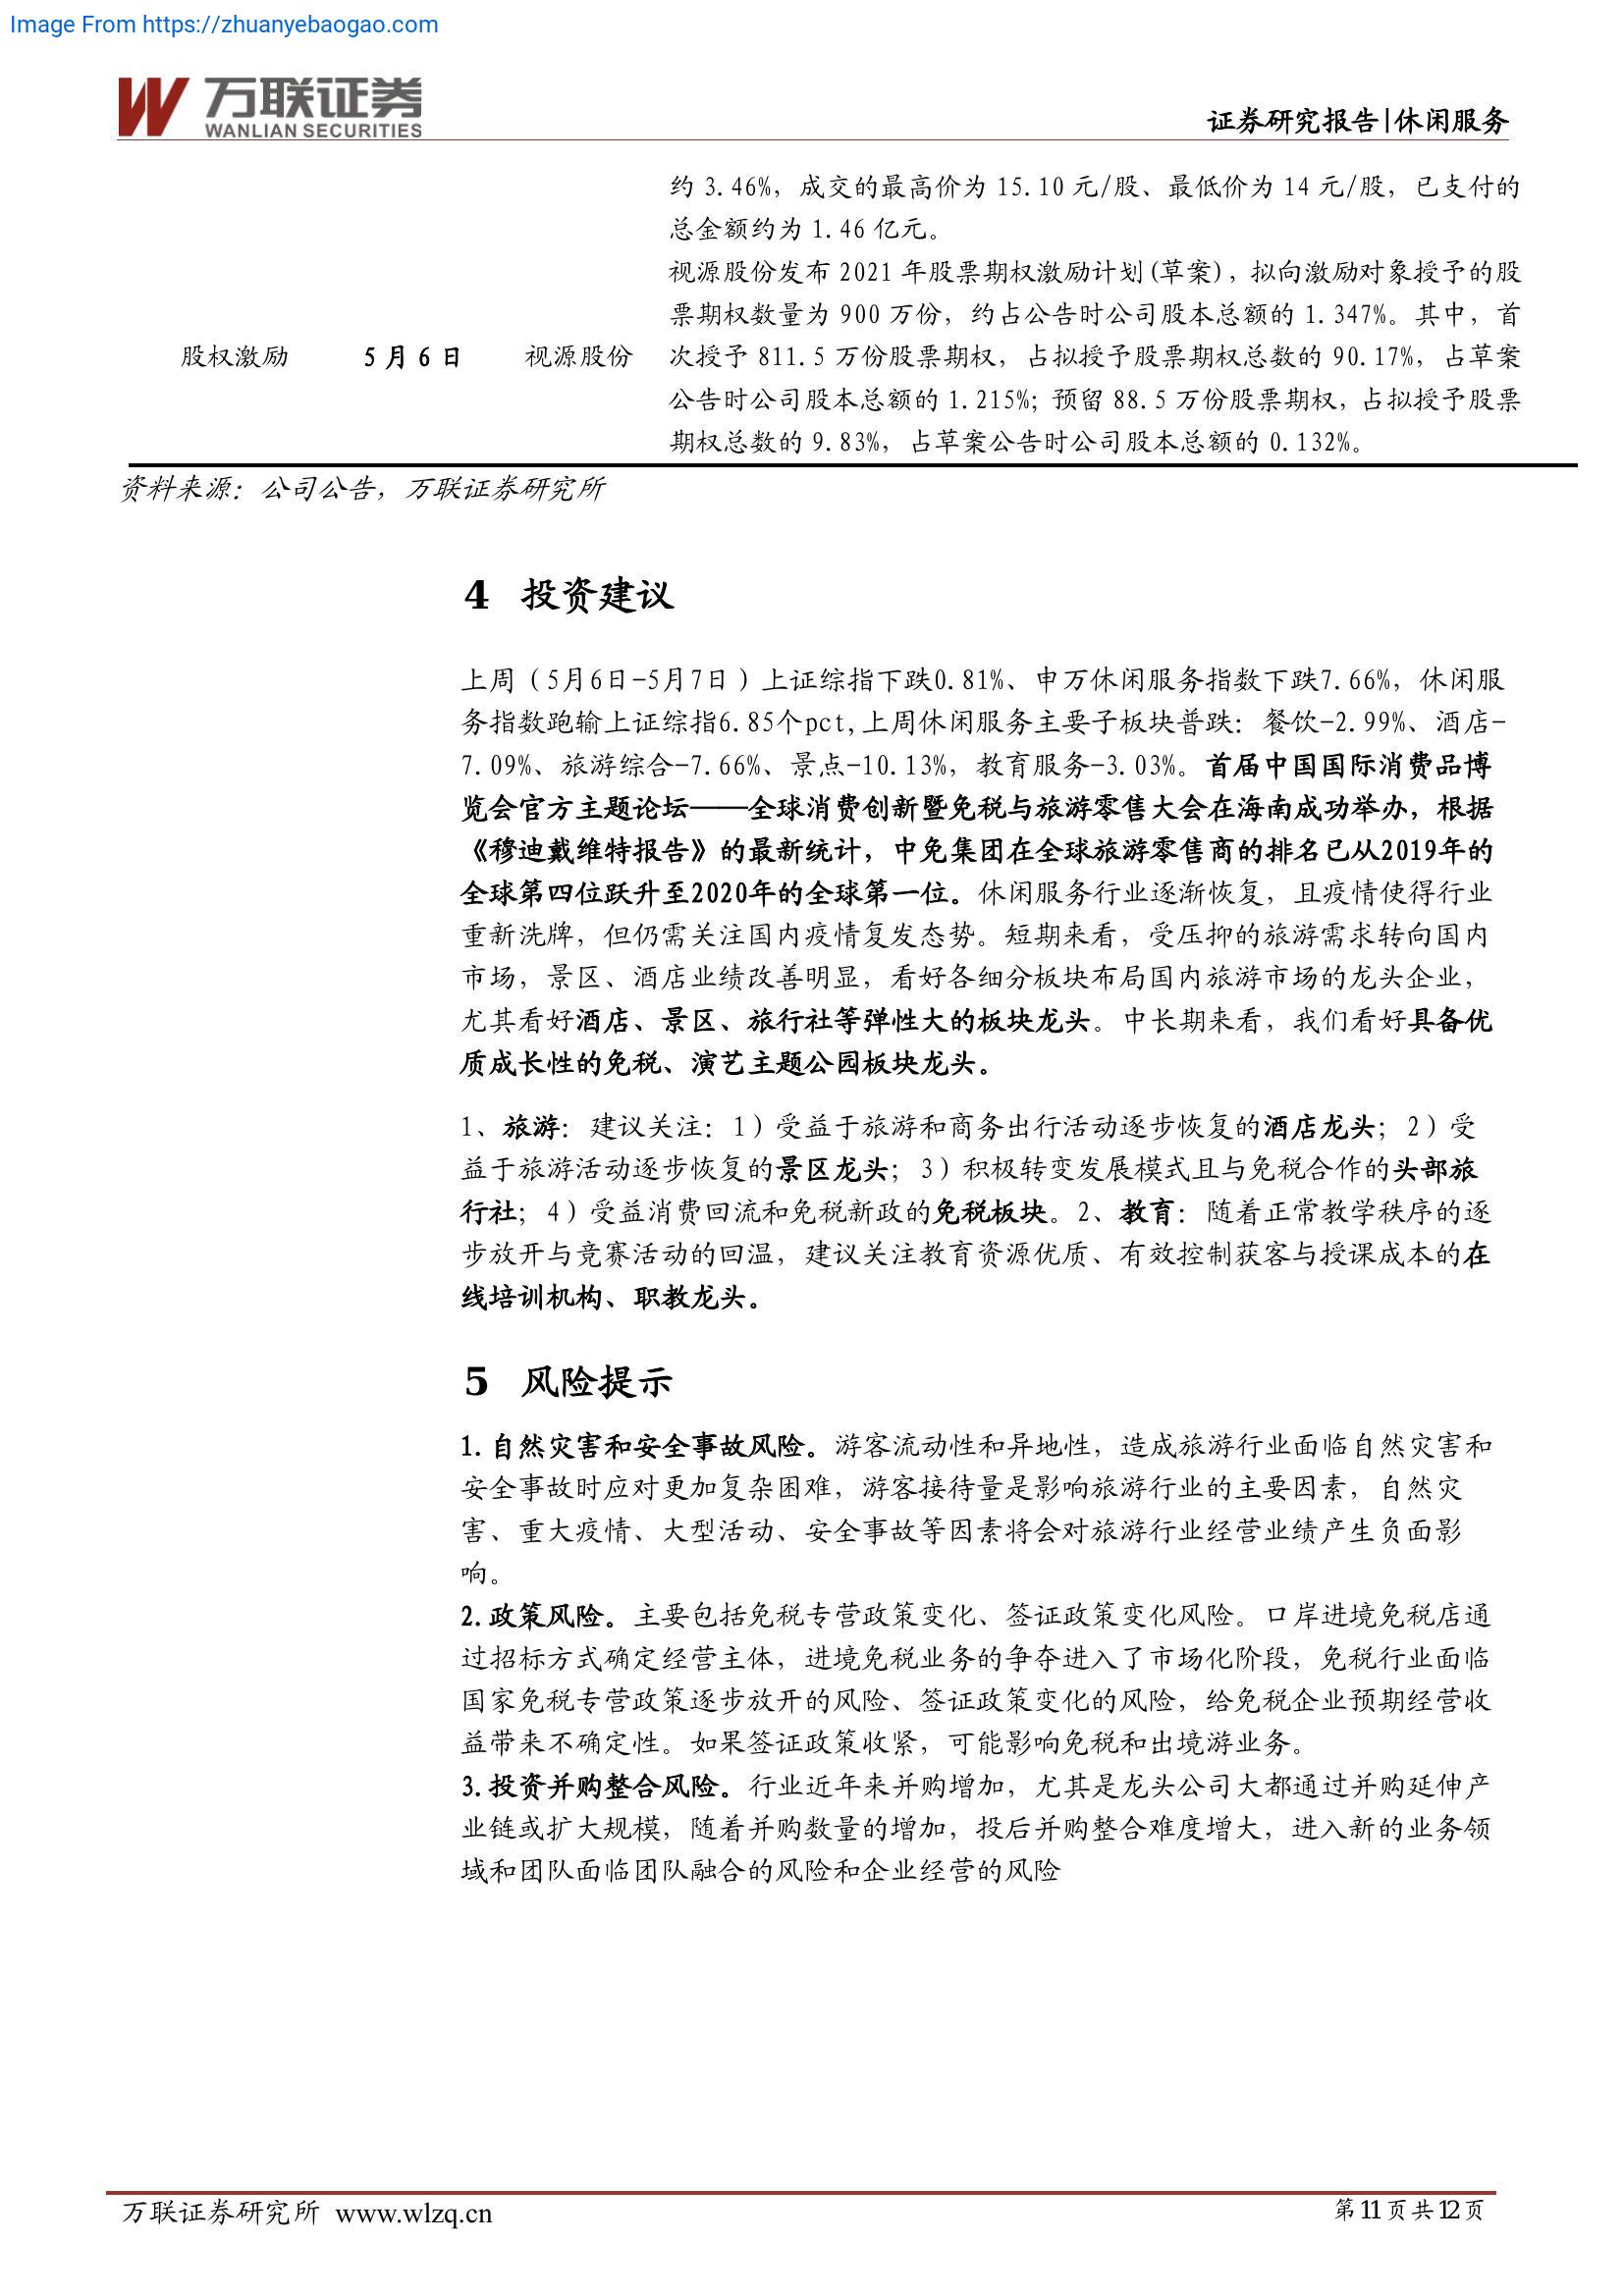 Image From https://zhuanyebaogao.com
万联证券
WANLIAN SECURITIES
证券研究报告|休闲服务
约 3.46%，成交的最高价为 15.10 元/股、最低价为 14 元/股，已支付的
总金额约为 1.46 亿元。
视源股份发布 2021 年股票期权激励计划(草案)，拟向激励对象授予的股
票期权数量为 900 万份，约占公告时公司股本总额的 1.347%。其中，首
股权激励 5 月 6 日 视源股份 次授予 811.5 万份股票期权，占拟授予股票期权总数的 90.17%，占草案
公告时公司股本总额的 1.215%；预留 88.5 万份股票期权，占拟授予股票
期权总数的 9.83%，占草案公告时公司股本总额的 0.132%。
资料来源：公司公告，万联证券研究所
4 投资建议
上周（5月6日-5月7日）上证综指下跌0.81%、申万休闲服务指数下跌7.66%，休闲服
务指数跑输上证综指6.85个pct,上周休闲服务主要子板块普跌：餐饮-2.99%、酒店-
7.09%、旅游综合-7.66%、景点-10.13%，教育服务-3.03%。首届中国国际消费品博
览会官方主题论坛——全球消费创新暨免税与旅游零售大会在海南成功举办，根据
《穆迪戴维特报告》的最新统计，中免集团在全球旅游零售商的排名已从2019年的
全球第四位跃升至2020年的全球第一位。休闲服务行业逐渐恢复，且疫情使得行业
重新洗牌，但仍需关注国内疫情复发态势。短期来看，受压抑的旅游需求转向国内
市场，景区、酒店业绩改善明显，看好各细分板块布局国内旅游市场的龙头企业，
尤其看好酒店、景区、旅行社等弹性大的板块龙头。中长期来看，我们看好具备优
质成长性的免税、演艺主题公园板块龙头。
1、旅游：建议关注：1）受益于旅游和商务出行活动逐步恢复的酒店龙头；2）受
益于旅游活动逐步恢复的景区龙头；3）积极转变发展模式且与免税合作的头部旅
行社；4）受益消费回流和免税新政的免税板块。2、教育：随着正常教学秩序的逐
步放开与竞赛活动的回温，建议关注教育资源优质、有效控制获客与授课成本的在
线培训机构、职教龙头。
5 风险提示
1.自然灾害和安全事故风险。游客流动性和异地性，造成旅游行业面临自然灾害和
安全事故时应对更加复杂困难，游客接待量是影响旅游行业的主要因素，自然灾
害、重大疫情、大型活动、安全事故等因素将会对旅游行业经营业绩产生负面影
响。
2.政策风险。主要包括免税专营政策变化、签证政策变化风险。口岸进境免税店通
过招标方式确定经营主体，进境免税业务的争夺进入了市场化阶段，免税行业面临
国家免税专营政策逐步放开的风险、签证政策变化的风险，给免税企业预期经营收
益带来不确定性。如果签证政策收紧，可能影响免税和出境游业务。
3.投资并购整合风险。行业近年来并购增加，尤其是龙头公司大都通过并购延伸产
业链或扩大规模，随着并购数量的增加，投后并购整合难度增大，进入新的业务领
域和团队面临团队融合的风险和企业经营的风险
万联证券研究所 www.wlzq.cn
第 11 页 共 12 页